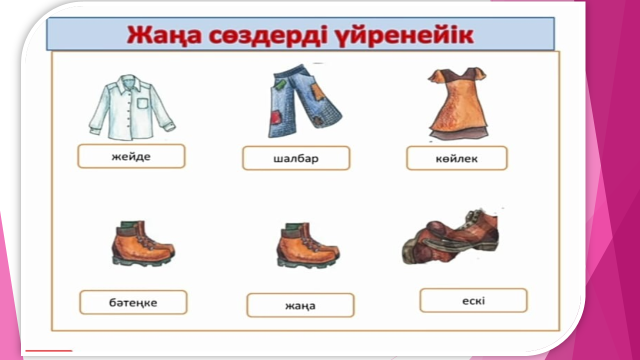 Жаңа сөздерді үйренейік
жейде
шалбар
көйлек
бәтеңке
жаңа
ескі